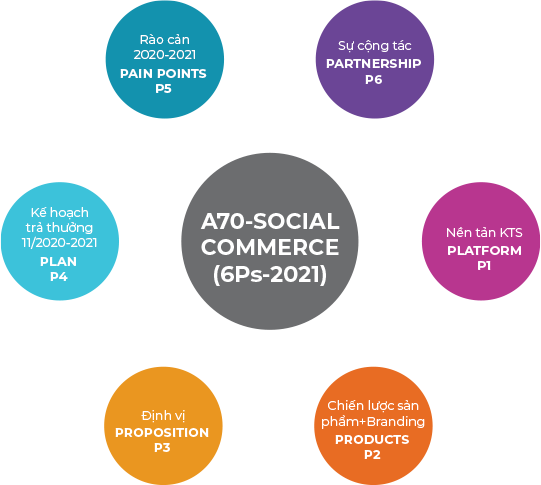 Rào cản
2020-2021
PAIN POINTS
P5
Sự cộng tác
PARTNERSHIP
P6
Kế hoạch
trả thưởng
11/2020-2021
PLAN
P4
A70-SOCIAL
COMMERCE
(6Ps-2021)
Nền tản KTS
PLATFORM
P1
Định vị
PROPOSITION
P3
Chiến lược sản
phẩm+Branding
PRODUCTS
P2